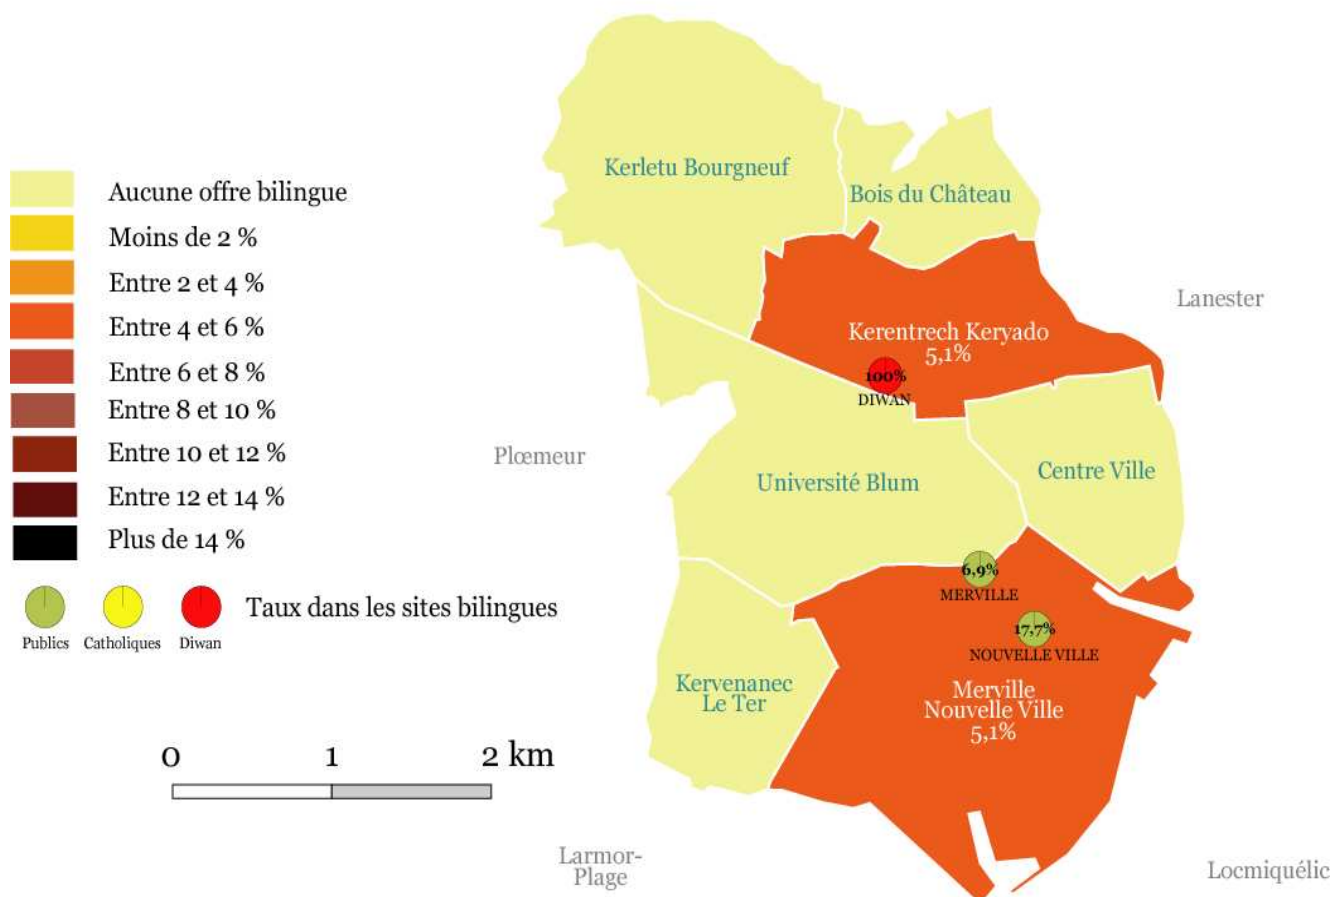 Aucune offre bilingue
Moins de 2 %
Entre 2 et 4 %
Entre 4 et 6 %
Entre 6 et 8 %
Entre 8 et 10 %
Entre 10 et 12 %
Entre 12 et 14 %
Plus de 14 %
Taux dans les sites bilingues
Publics
Catholiques
Diwan
0 1 2 km
Kerletu Bourgneuf
Bois du Château
Lanester
Kerentrech Keryado
5,1%
100%
DIWAN
Plœmeur
Université Blum
Centre Ville
6,9%
MERVILLE
17,7%
NOUVELLE VILLE
Kervenanec
Le Ter
Merville
Nouvelle Ville
5,1%
Larmor-
Plage
Locmiquélic